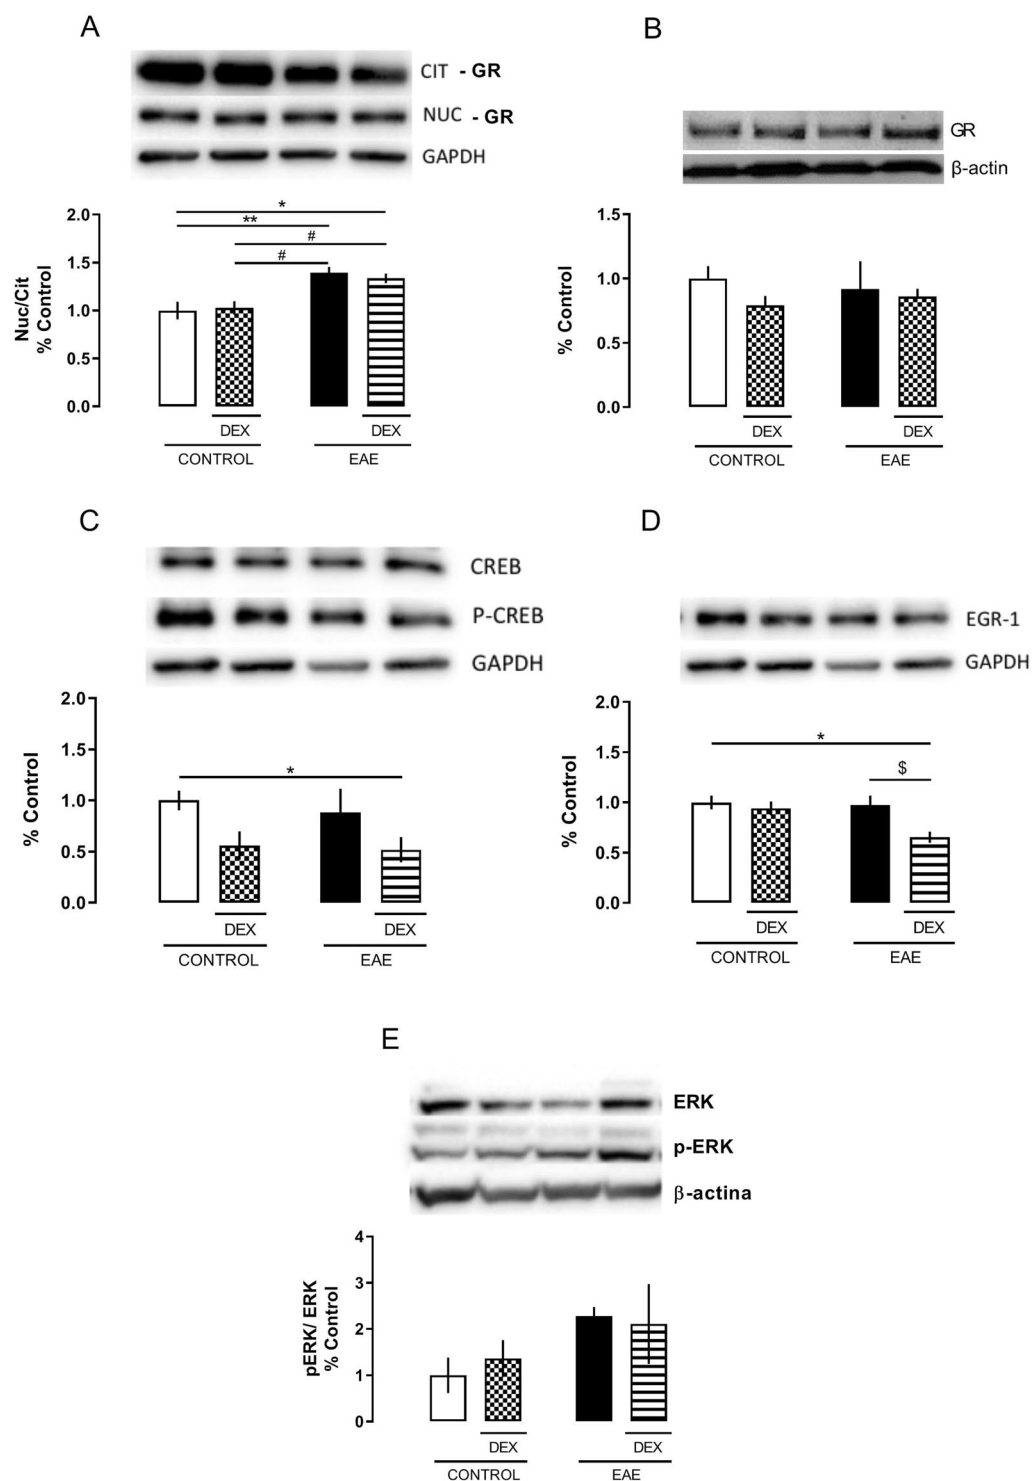 A
CIT - GR
NUC - GR
GAPDH
Nuc/Cit
% Control
2.0
1.5
1.0
0.5
0.0
*
**
#
#
DEX
DEX
CONTROL
EAE
B
GR
β-actin
% Control
1.5
1.0
0.5
0.0
DEX
DEX
CONTROL
EAE
C
CREB
P-CREB
GAPDH
% Control
2.0
1.5
1.0
0.5
0.0
*
DEX
DEX
CONTROL
EAE
D
EGR-1
GAPDH
% Control
2.0
1.5
1.0
0.5
0.0
*
$
DEX
DEX
CONTROL
EAE
E
ERK
p-ERK
β-actina
pERK/ ERK
% Control
4
3
2
1
0
DEX
DEX
CONTROL
EAE